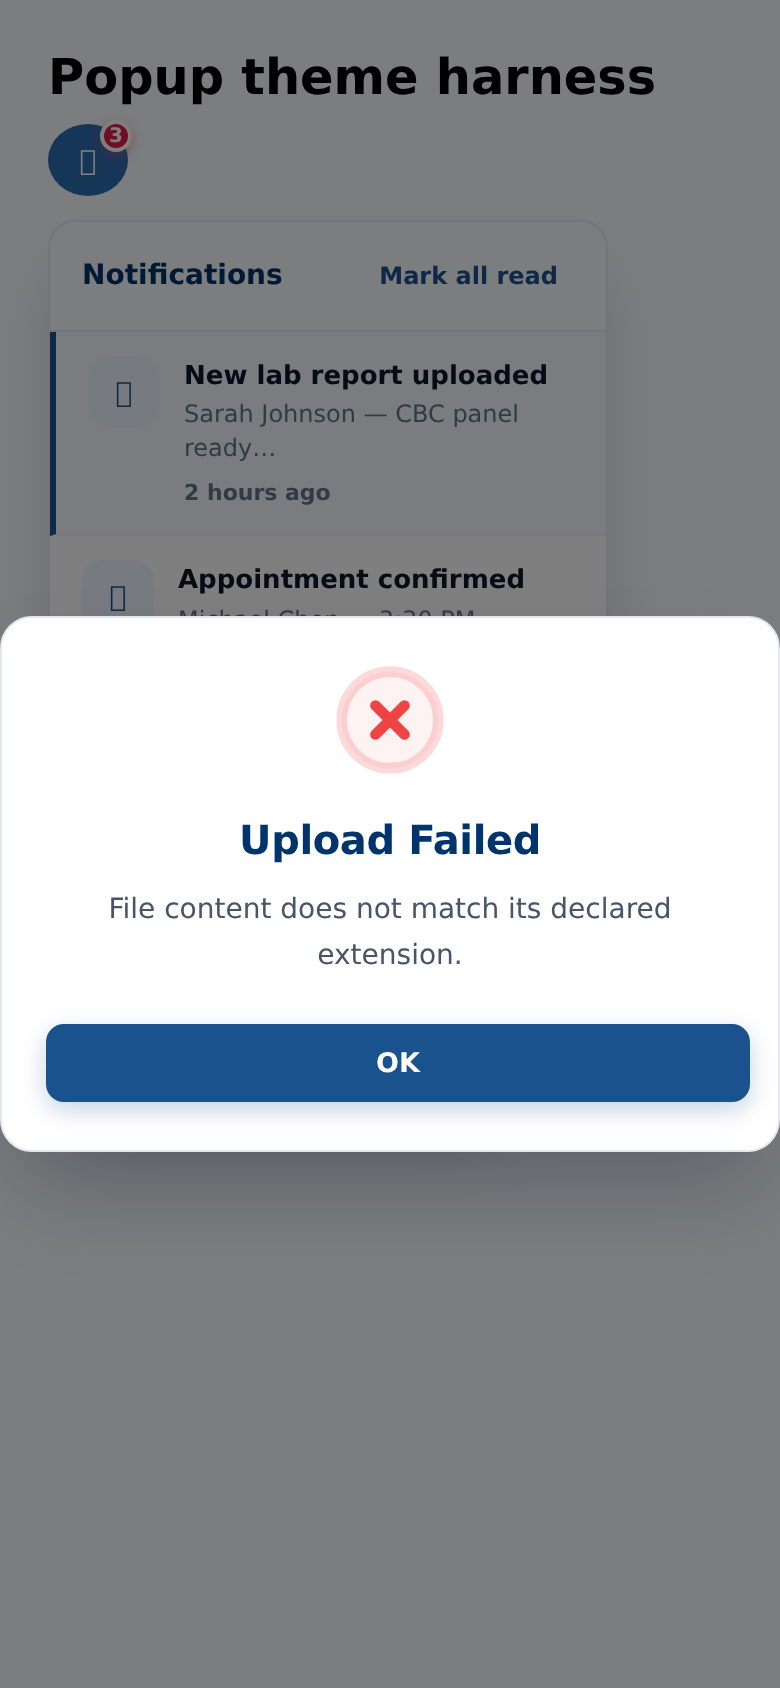 Popup theme harness
3
Notifications
Mark all read
New lab report uploaded
Sarah Johnson — CBC panel
ready…
2 hours ago
Appointment confirmed
Upload Failed
File content does not match its declared
extension.
OK